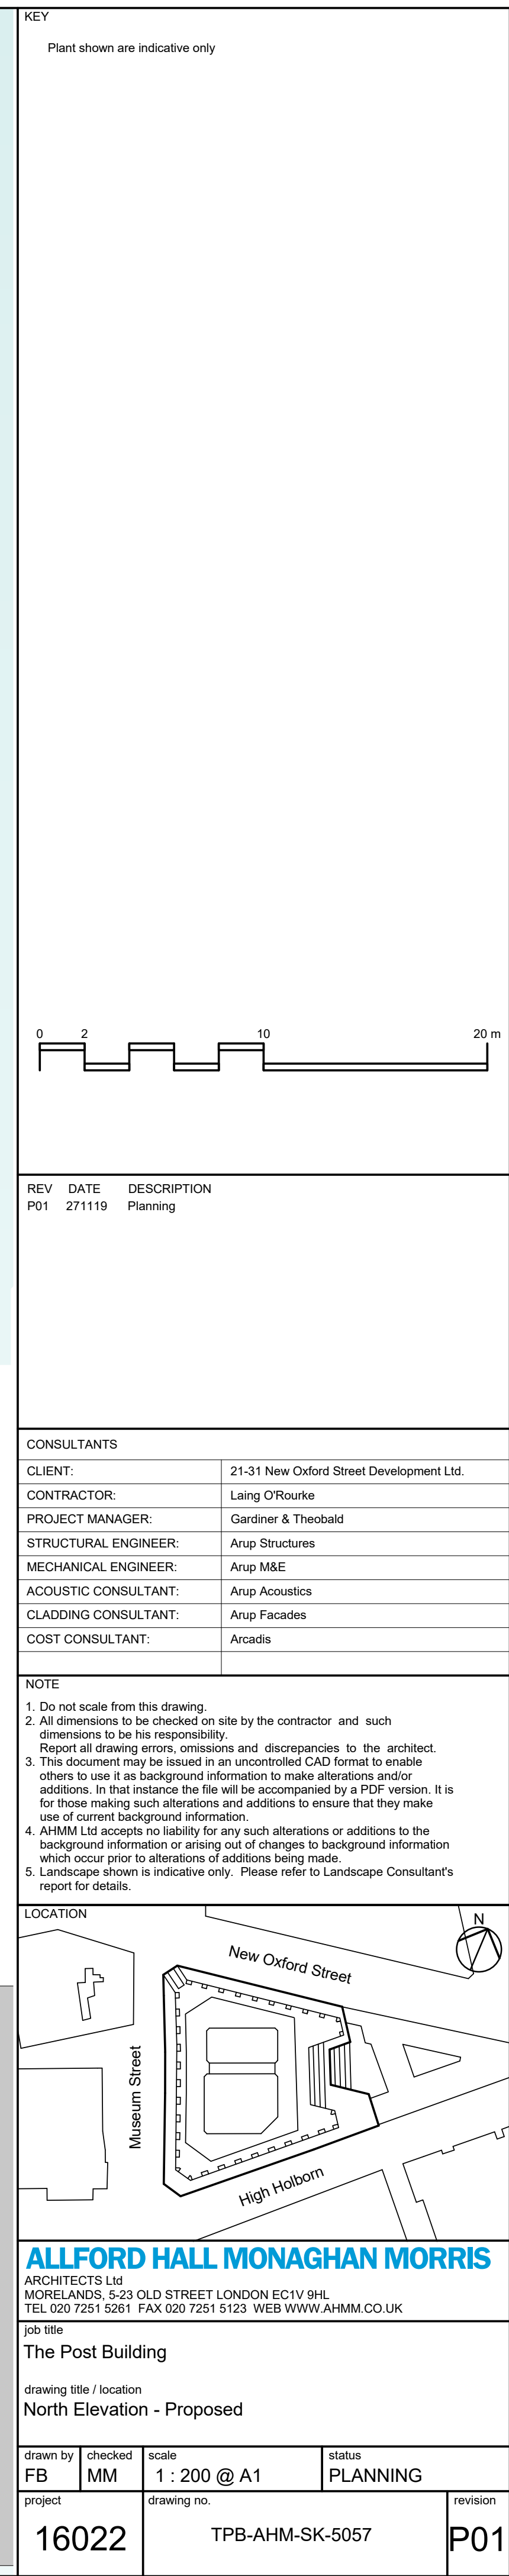 KEY
Plant shown are indicative only
0 2 10 20 m
REV DATE DESCRIPTION
P01 271119 Planning
CONSULTANTS
CLIENT: 21-31 New Oxford Street Development Ltd.
CONTRACTOR: Laing O'Rourke
PROJECT MANAGER: Gardiner & Theobald
STRUCTURAL ENGINEER: Arup Structures
MECHANICAL ENGINEER: Arup M&E
ACOUSTIC CONSULTANT: Arup Acoustics
CLADDING CONSULTANT: Arup Facades
COST CONSULTANT: Arcadis
NOTE
1. Do not scale from this drawing.
2. All dimensions to be checked on site by the contractor and such
dimensions to be his responsibility.
Report all drawing errors, omissions and discrepancies to the architect.
3. This document may be issued in an uncontrolled CAD format to enable
others to use it as background information to make alterations and/or
additions. In that instance the file will be accompanied by a PDF version. It is
for those making such alterations and additions to ensure that they make
use of current background information.
4. AHMM Ltd accepts no liability for any such alterations or additions to the
background information or arising out of changes to background information
which occur prior to alterations of additions being made.
5. Landscape shown is indicative only. Please refer to Landscape Consultant's
report for details.
LOCATION
N
New Oxford Street
Museum Street
High Holborn
ALLFORD HALL MONAGHAN MORRIS
ARCHITECTS Ltd
MORELANDS, 5-23 OLD STREET LONDON EC1V 9HL
TEL 020 7251 5261 FAX 020 7251 5123 WEB WWW.AHMM.CO.UK
job title
The Post Building
drawing title / location
North Elevation - Proposed
drawn by checked scale status
FB MM 1 : 200 @ A1 PLANNING
project drawing no. revision
16022 TPB-AHM-SK-5057 P01